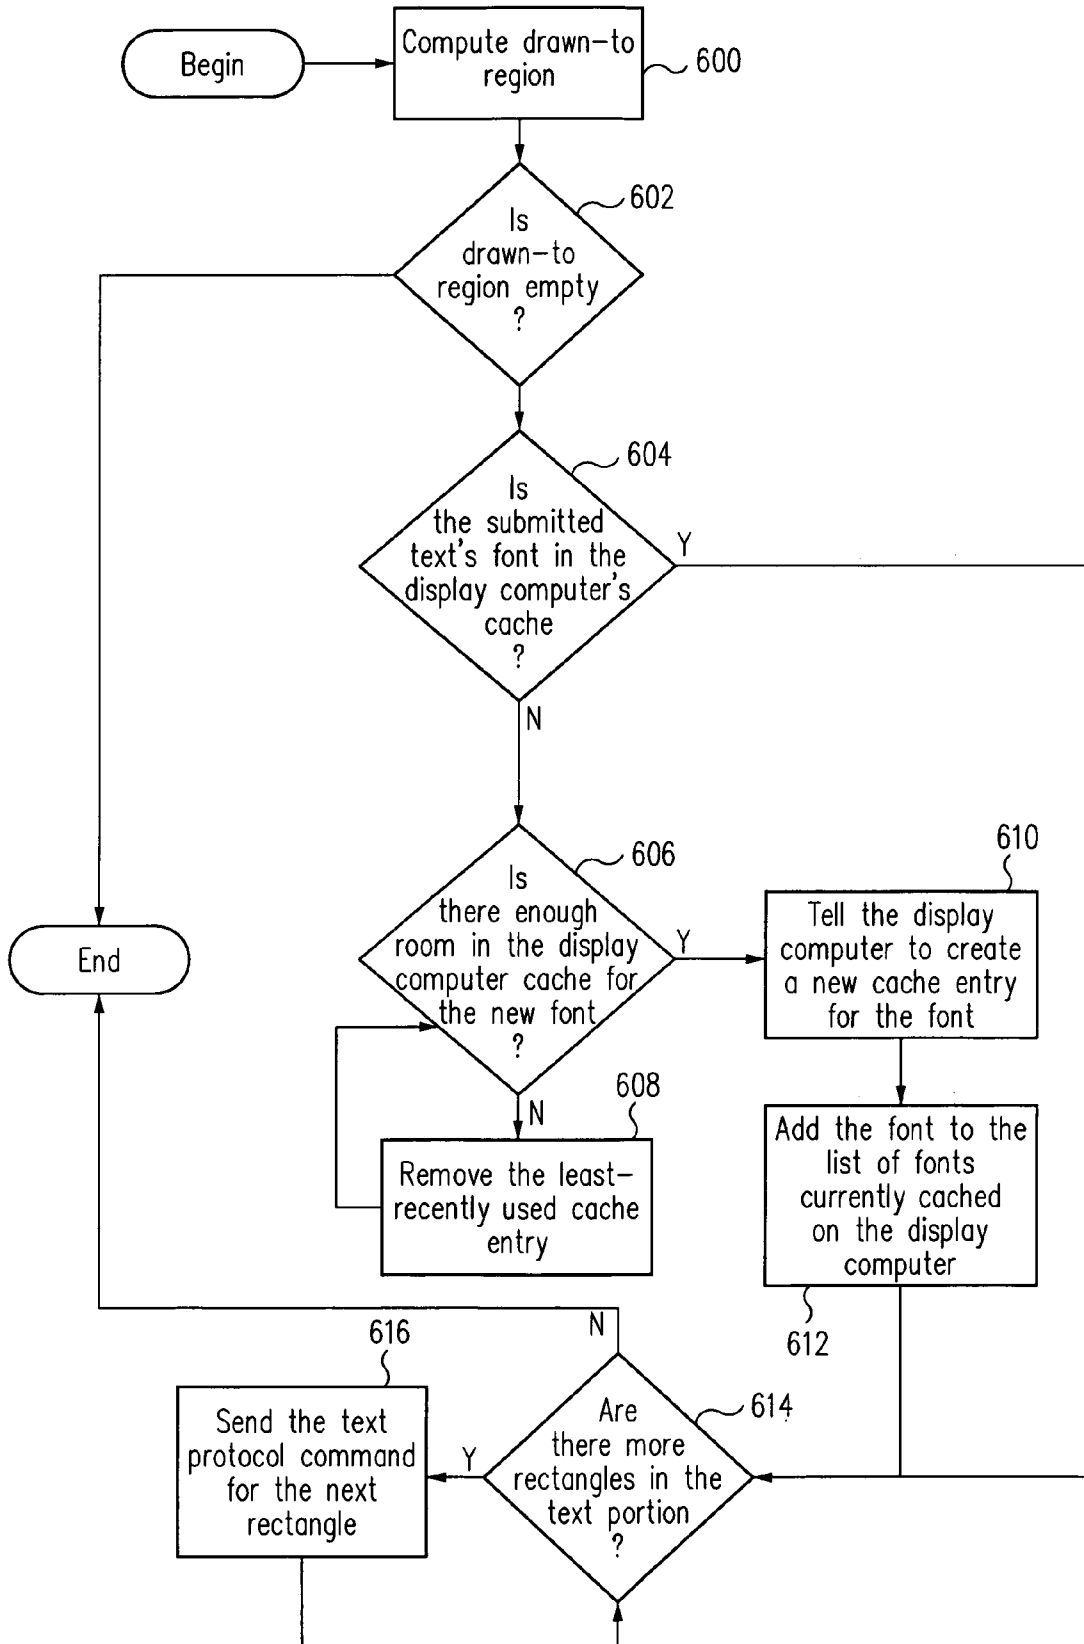 Begin
Compute drawn-to
region
600
602
Is
drawn-to
region empty
?
604
Is
the submitted
text's font in the
display computer's
cache
?
Y
N
606
Is
there enough
room in the display
computer cache for
the new font
?
Y
N
610
Tell the display
computer to create
a new cache entry
for the font
End
608
Remove the least-
recently used cache
entry
Add the font to the
list of fonts
currently cached
on the display
computer
612
N
616
Send the text
protocol command
for the next
rectangle
Y
614
Are
there more
rectangles in the
text portion
?